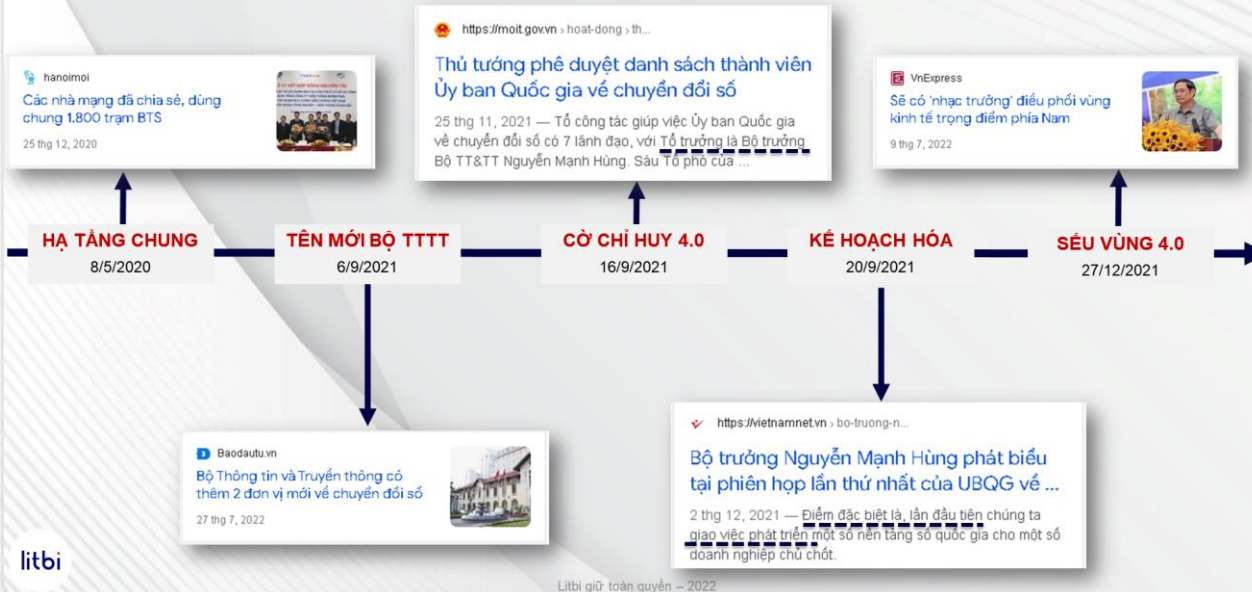 https://moit.gov.vn › hoat-dong › th...
Thủ tướng phê duyệt danh sách thành viên
Ủy ban Quốc gia về chuyển đổi số
25 thg 11, 2021 — Tổ công tác giúp việc Ủy ban Quốc gia
về chuyển đổi số có 7 lãnh đạo, với Tổ trưởng là Bộ trưởng
Bộ TT&TT Nguyễn Mạnh Hùng. Sáu Tổ phó của ...
hanoimoi
Các nhà mạng đã chia sẻ, dùng
chung 1.800 trạm BTS
25 thg 12, 2020
VnExpress
Sẽ có 'nhạc trưởng' điều phối vùng
kinh tế trọng điểm phía Nam
9 thg 7, 2022
HẠ TẦNG CHUNG
8/5/2020
TÊN MỚI BỘ TTTT
6/9/2021
CỜ CHỈ HUY 4.0
16/9/2021
KẾ HOẠCH HÓA
20/9/2021
SẾU VÙNG 4.0
27/12/2021
Baodautu.vn
Bộ Thông tin và Truyền thông có
thêm 2 đơn vị mới về chuyển đổi số
27 thg 7, 2022
https://vietnamnet.vn › bo-truong-n...
Bộ trưởng Nguyễn Mạnh Hùng phát biểu
tại phiên họp lần thứ nhất của UBQG về ...
2 thg 12, 2021 — Điểm đặc biệt là, lần đầu tiên chúng ta
giao việc phát triển một số nền tảng số quốc gia cho một số
doanh nghiệp chủ chốt.
litbi
Litbi giữ toàn quyền – 2022